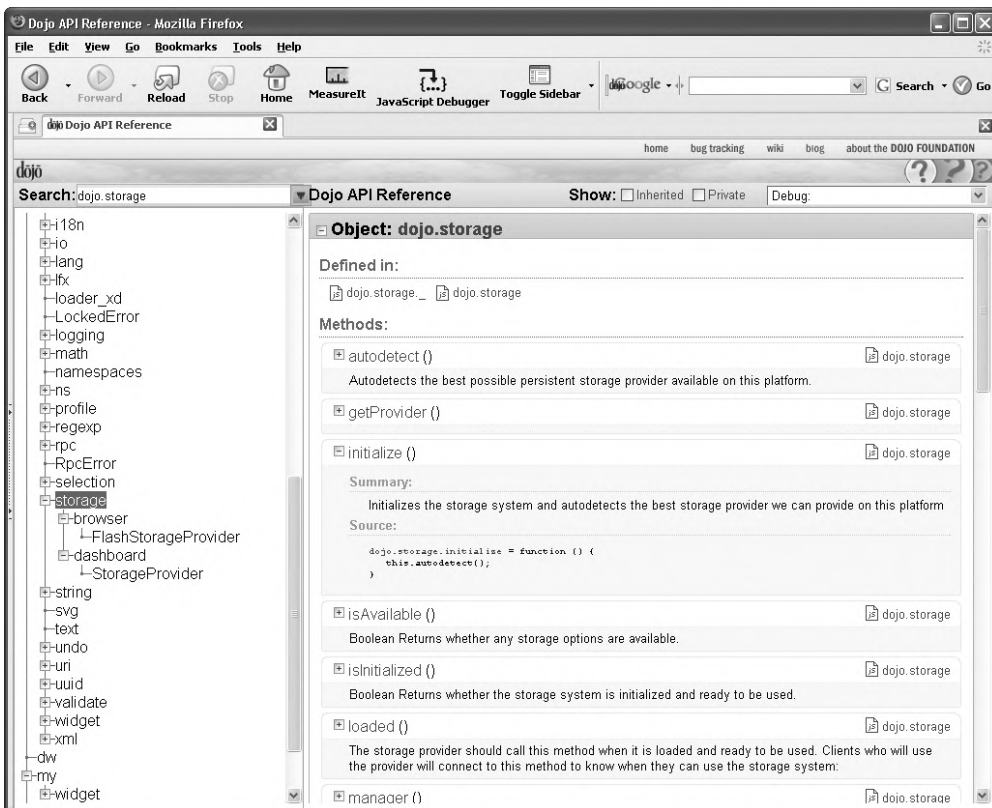 Dojo API Reference - Mozilla Firefox
File Edit View Go Bookmarks Tools Help
Back Forward Reload Stop Home MeasureIt JavaScript Debugger Toggle Sidebar Search Go
dōjō Dojo API Reference
home bug tracking wiki blog about the DOJO FOUNDATION
dōjō
Search: dojo.storage Dojo API Reference Show: Inherited Private Debug:
i18n
io
lang
lfx
loader_xd
LockedError
logging
math
namespaces
ns
profile
regexp
rpc
RpcError
selection
storage
browser
FlashStorageProvider
dashboard
StorageProvider
string
svg
text
undo
uri
uuid
validate
widget
xml
dw
my
widget
Object: dojo.storage
Defined in:
dojo.storage._ dojo.storage
Methods:
autodetect () dojo.storage
Autodetects the best possible persistent storage provider available on this platform.
getProvider () dojo.storage
initialize () dojo.storage
Summary:
Initializes the storage system and autodetects the best storage provider we can provide on this platform
Source:
dojo.storage.initialize = function () {
this.autodetect();
}
isAvailable () dojo.storage
Boolean Returns whether any storage options are available.
isInitialized () dojo.storage
Boolean Returns whether the storage system is initialized and ready to be used.
loaded () dojo.storage
The storage provider should call this method when it is loaded and ready to be used. Clients who will use
the provider will connect to this method to know when they can use the storage system:
manager () dojo.storage